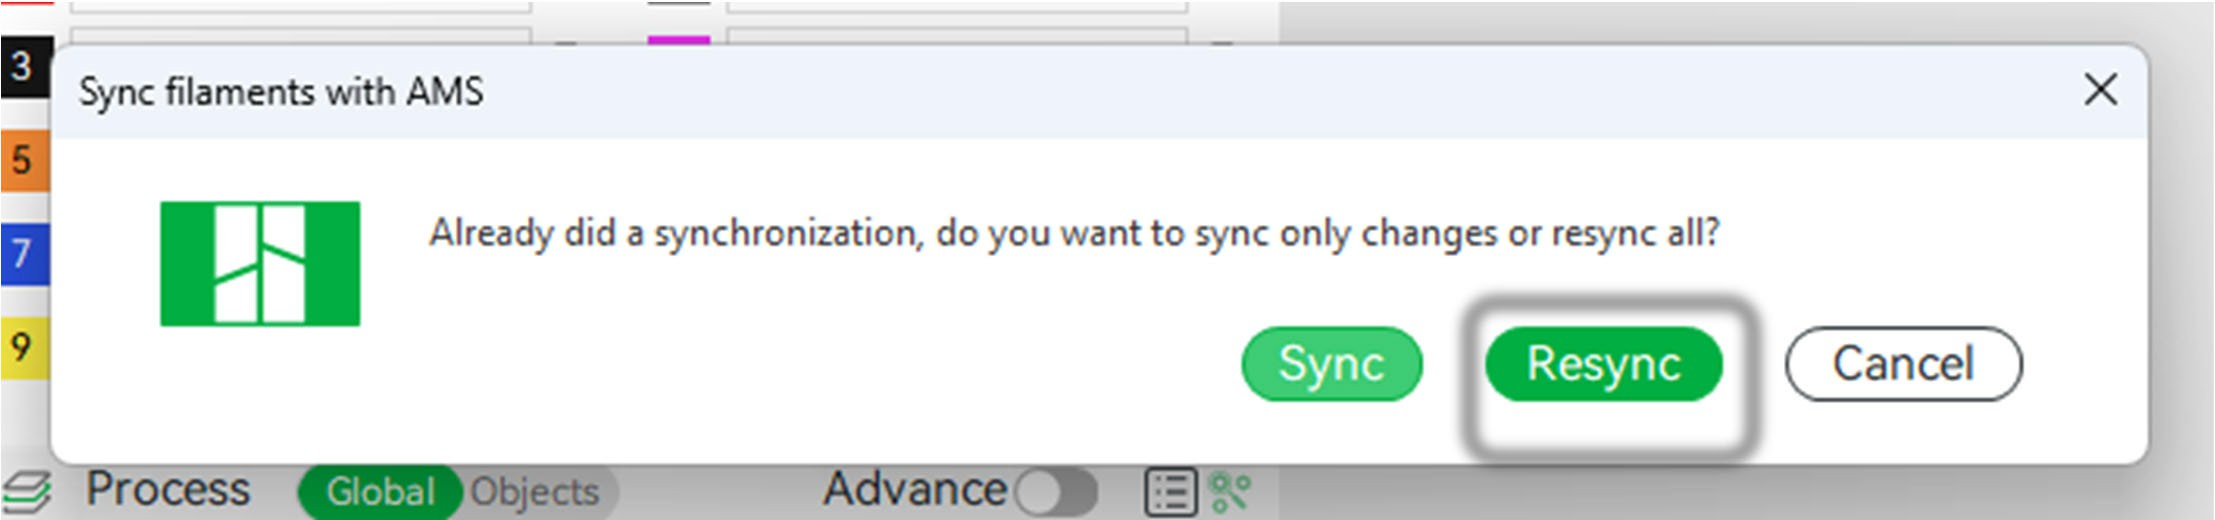 3
Sync filaments with AMS
5
Already did a synchronization, do you want to sync only changes or resync all?
7
9
Sync Resync Cancel
Process Global Objects Advance